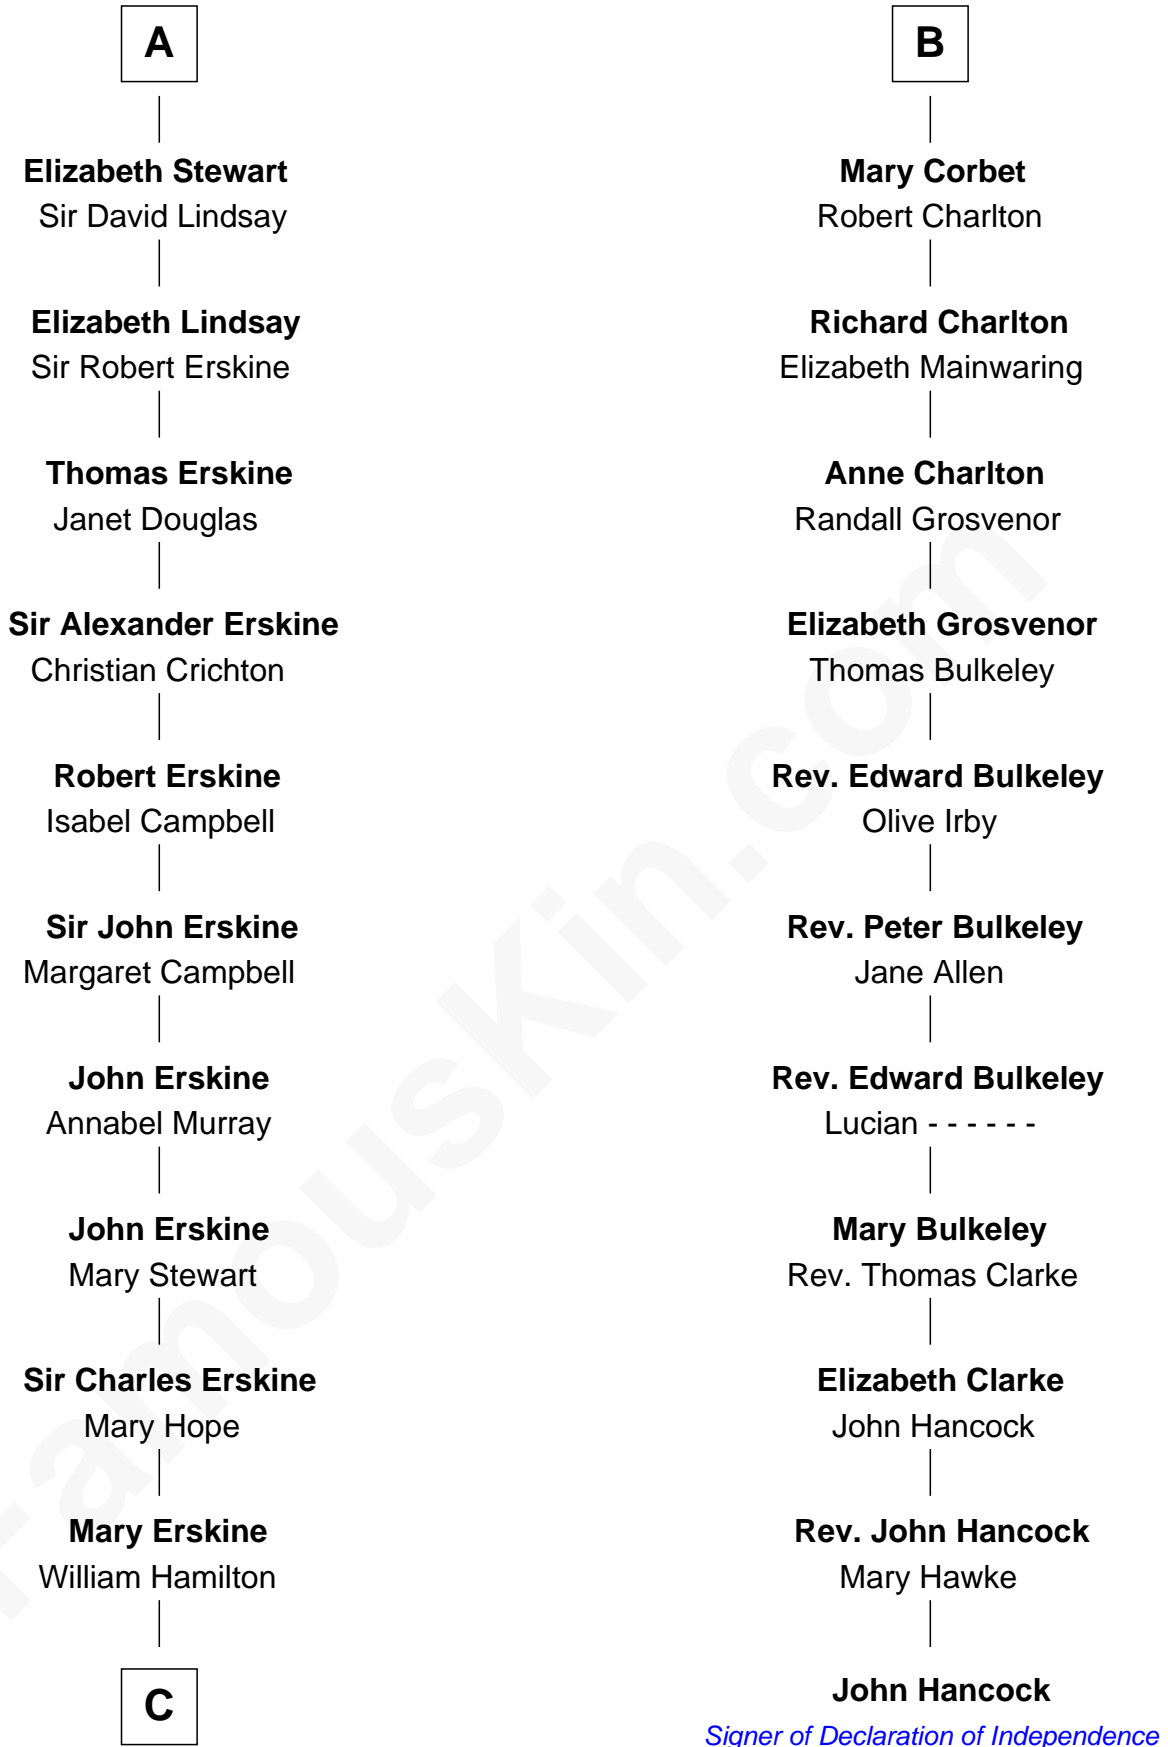 A
Elizabeth Stewart
Sir David Lindsay
Elizabeth Lindsay
Sir Robert Erskine
Thomas Erskine
Janet Douglas
Sir Alexander Erskine
Christian Crichton
Robert Erskine
Isabel Campbell
Sir John Erskine
Margaret Campbell
John Erskine
Annabel Murray
John Erskine
Mary Stewart
Sir Charles Erskine
Mary Hope
Mary Erskine
William Hamilton
C
B
Mary Corbet
Robert Charlton
Richard Charlton
Elizabeth Mainwaring
Anne Charlton
Randall Grosvenor
Elizabeth Grosvenor
Thomas Bulkeley
Rev. Edward Bulkeley
Olive Irby
Rev. Peter Bulkeley
Jane Allen
Rev. Edward Bulkeley
Lucian - - - - - -
Mary Bulkeley
Rev. Thomas Clarke
Elizabeth Clarke
John Hancock
Rev. John Hancock
Mary Hawke
John Hancock
Signer of Declaration of Independence
FamousKin.com